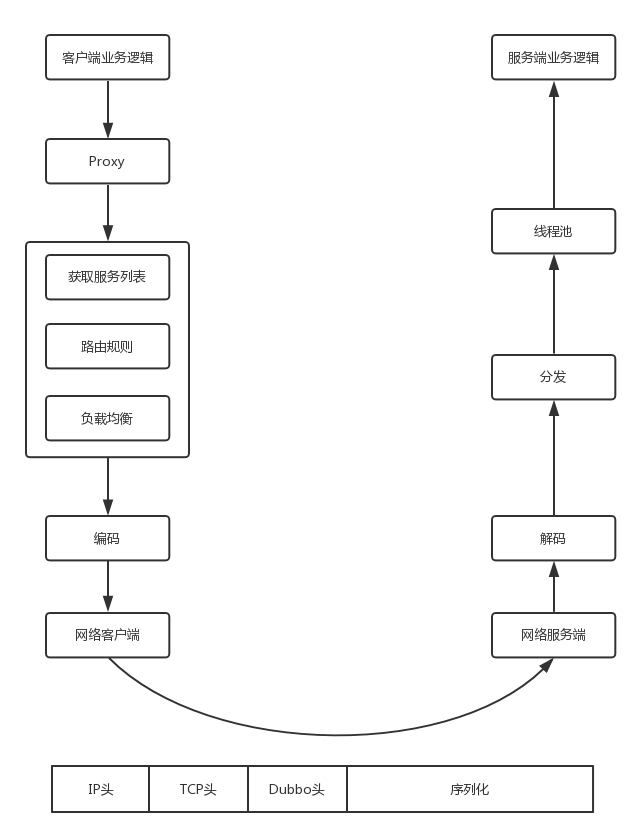 客户端业务逻辑
Proxy
获取服务列表
路由规则
负载均衡
编码
网络客户端
服务端业务逻辑
线程池
分发
解码
网络服务端
IP头
TCP头
Dubbo头
序列化